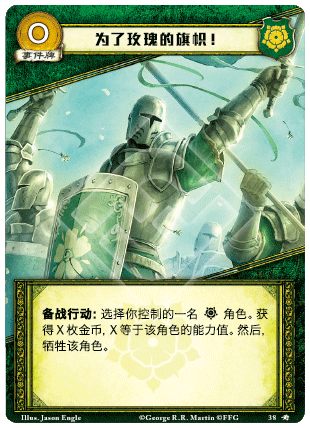 0
事件牌
为了玫瑰的旗帜！
备战行动：选择你控制的一名 角色。获
得X枚金币，X等于该角色的能力值。然后，
牺牲该角色。
Illus. Jason Engle ©George R.R. Martin ©FFG 38